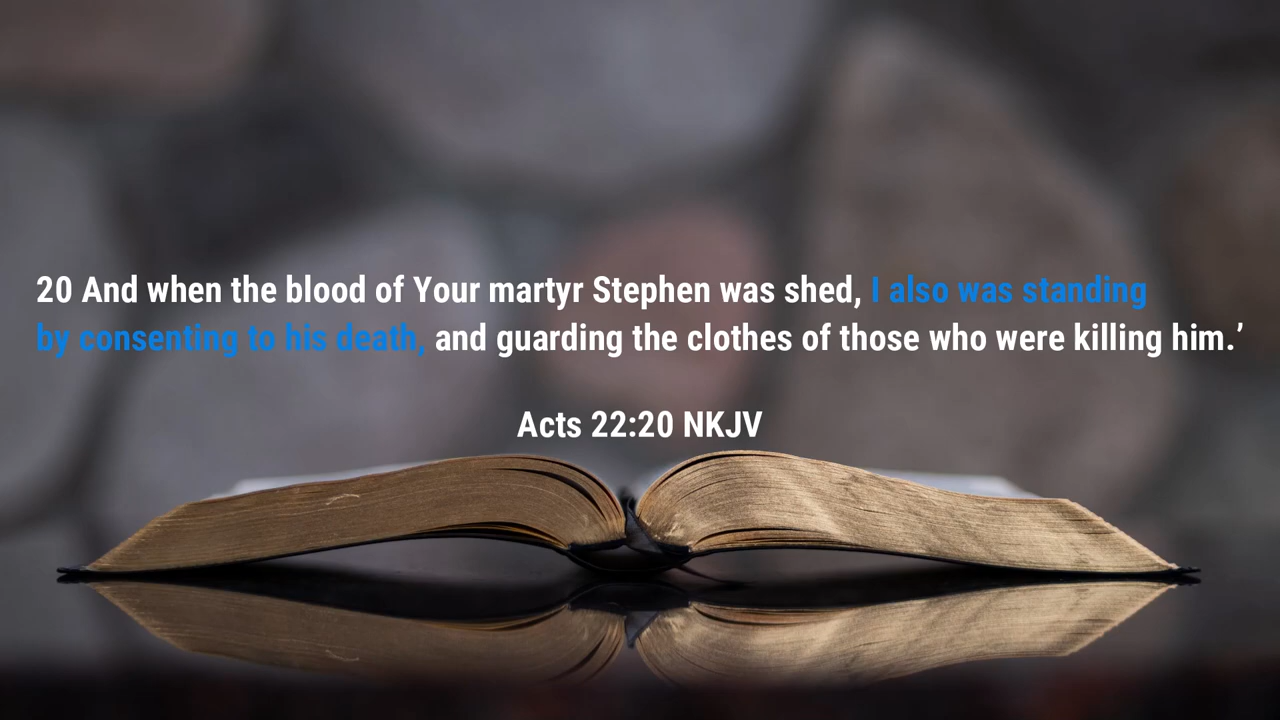 20 And when the blood of Your martyr Stephen was shed, I also was standing
by consenting to his death, and guarding the clothes of those who were killing him.’
Acts 22:20 NKJV